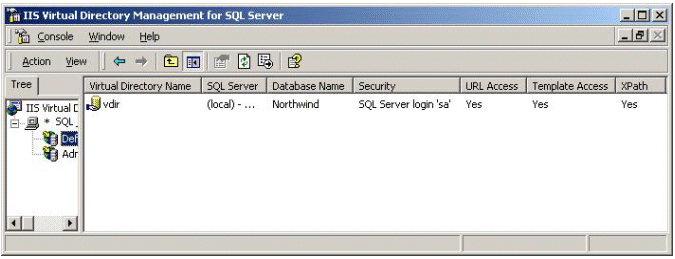 IIS Virtual Directory Management for SQL Server
Console Window Help
Action View
Tree
Virtual Directory Name SQL Server Database Name Security URL Access Template Access XPath
IIS Virtual D
* SQL_
Def
Adr
vdir (local) - ... Northwind SQL Server login 'sa' Yes Yes Yes